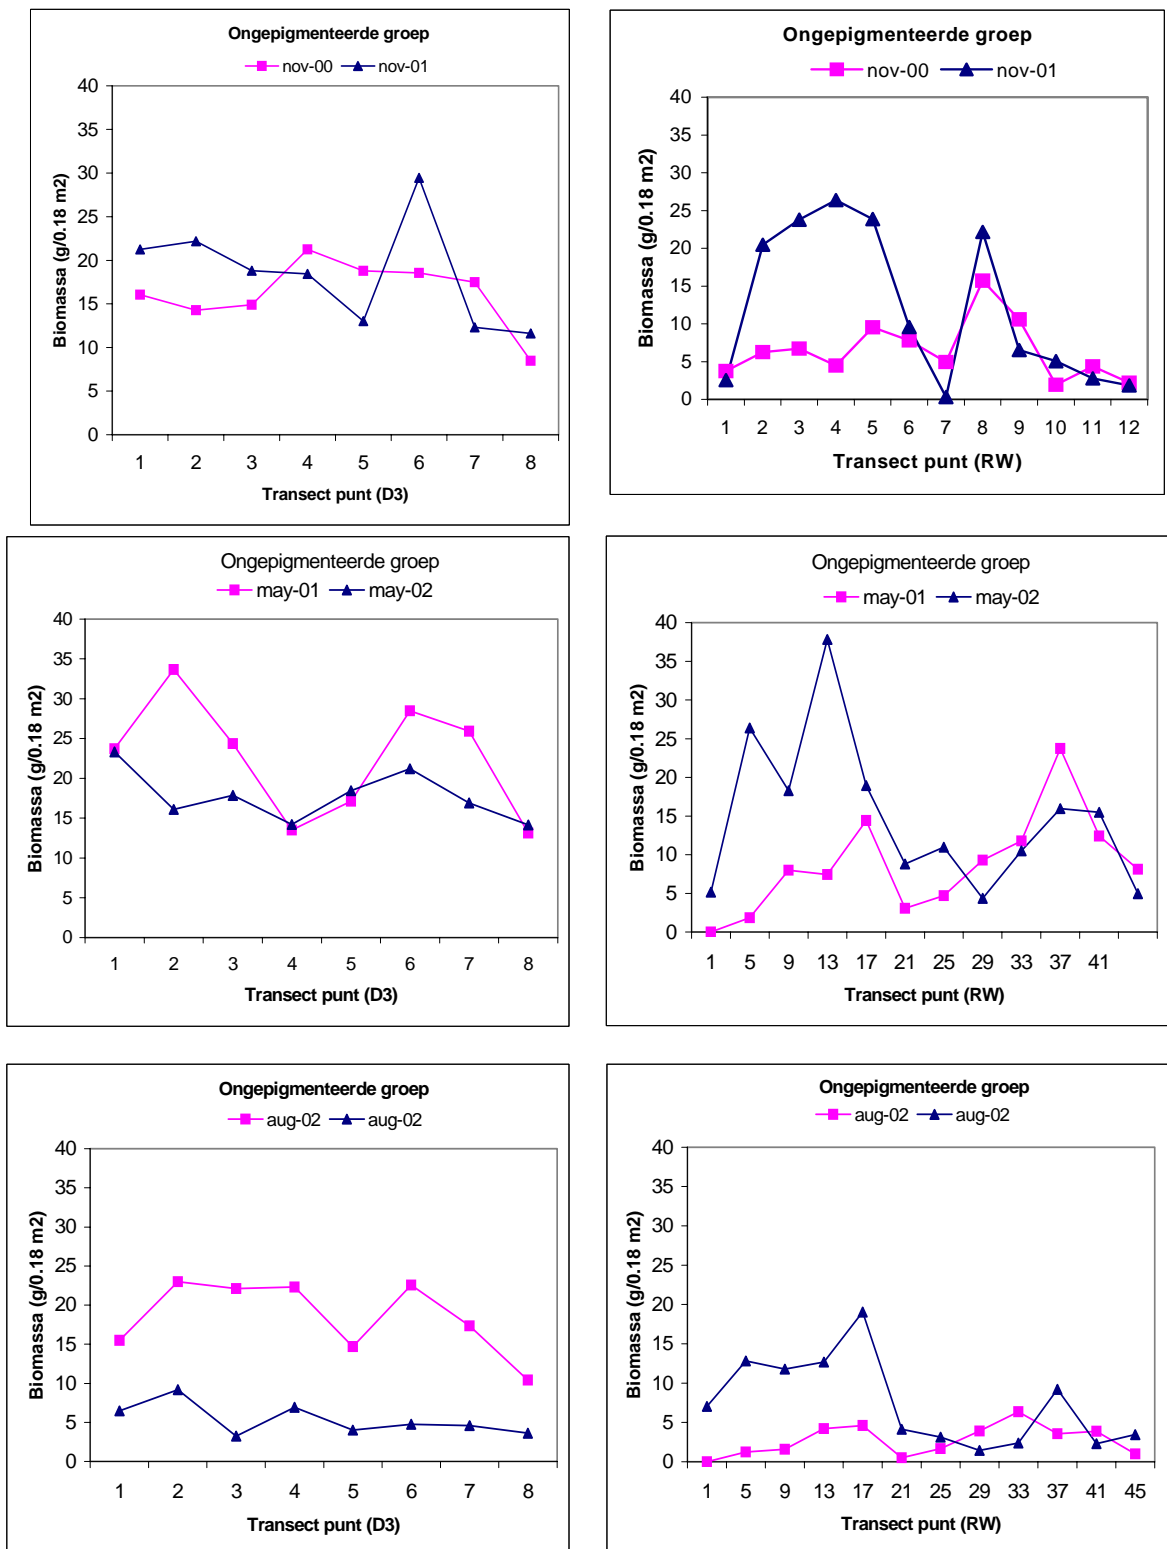 Ongepigmenteerde groep
nov-00 nov-01
Biomassa (g/0.18 m2)
40
35
30
25
20
15
10
5
0
1 2 3 4 5 6 7 8
Transect punt (D3)
Ongepigmenteerde groep
nov-00 nov-01
Biomassa (g/0.18 m2)
40
35
30
25
20
15
10
5
0
1 2 3 4 5 6 7 8 9 10 11 12
Transect punt (RW)
Ongepigmenteerde groep
may-01 may-02
Biomassa (g/0.18 m2)
40
35
30
25
20
15
10
5
0
1 2 3 4 5 6 7 8
Transect punt (D3)
Ongepigmenteerde groep
may-01 may-02
Biomassa (g/0.18 m2)
40
35
30
25
20
15
10
5
0
1 5 9 13 17 21 25 29 33 37 41
Transect punt (RW)
Ongepigmenteerde groep
aug-02 aug-02
Biomassa (g/0.18 m2)
40
35
30
25
20
15
10
5
0
1 2 3 4 5 6 7 8
Transect punt (D3)
Ongepigmenteerde groep
aug-02 aug-02
Biomassa (g/0.18 m2)
40
35
30
25
20
15
10
5
0
1 5 9 13 17 21 25 29 33 37 41 45
Transect punt (RW)